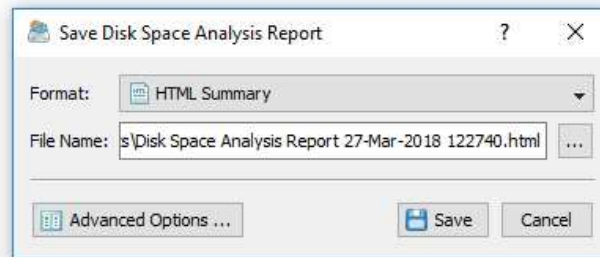 Save Disk Space Analysis Report ?
Format: HTML Summary
File Name: s\Disk Space Analysis Report 27-Mar-2018 122740.html ...
Advanced Options ... Save Cancel